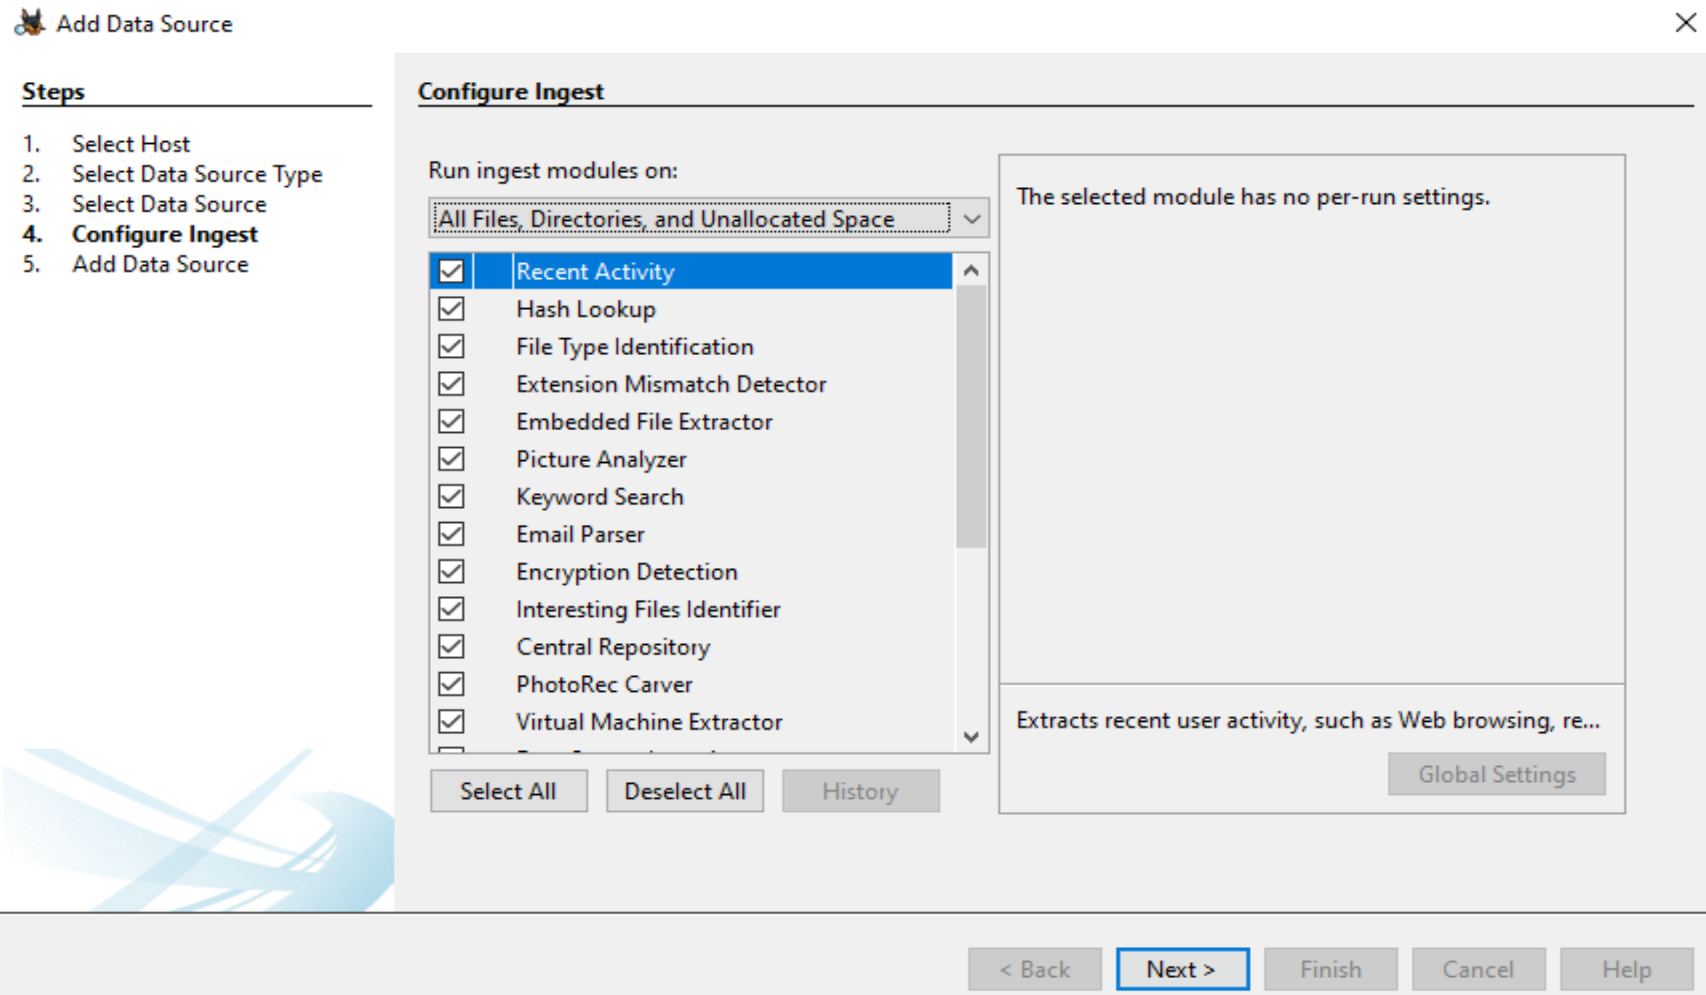 Add Data Source
Steps
1. Select Host
2. Select Data Source Type
3. Select Data Source
4. Configure Ingest
5. Add Data Source
Configure Ingest
Run ingest modules on:
All Files, Directories, and Unallocated Space
Recent Activity
Hash Lookup
File Type Identification
Extension Mismatch Detector
Embedded File Extractor
Picture Analyzer
Keyword Search
Email Parser
Encryption Detection
Interesting Files Identifier
Central Repository
PhotoRec Carver
Virtual Machine Extractor
Select All
Deselect All
History
The selected module has no per-run settings.
Extracts recent user activity, such as Web browsing, re...
Global Settings
< Back
Next >
Finish
Cancel
Help